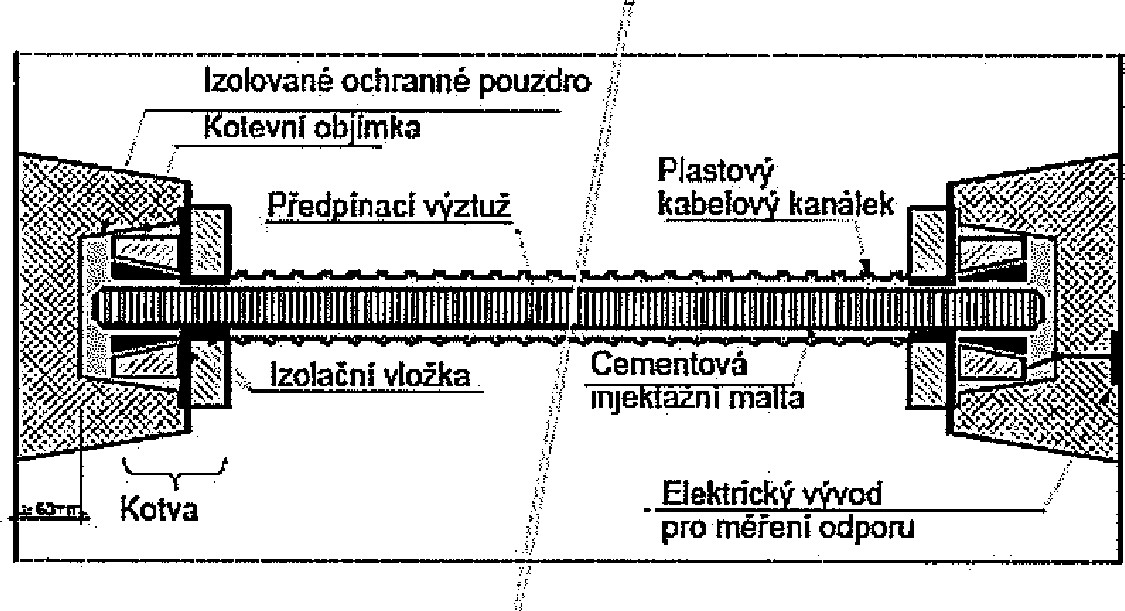 Izolované ochranné pouzdro
Kotevní objímka
Předpínací výztuž
Plastový
kabelový kanálek
Izolační vložka
Cementová
injektážní malta
Kotva
Elektrický vývod
pro měření odporu